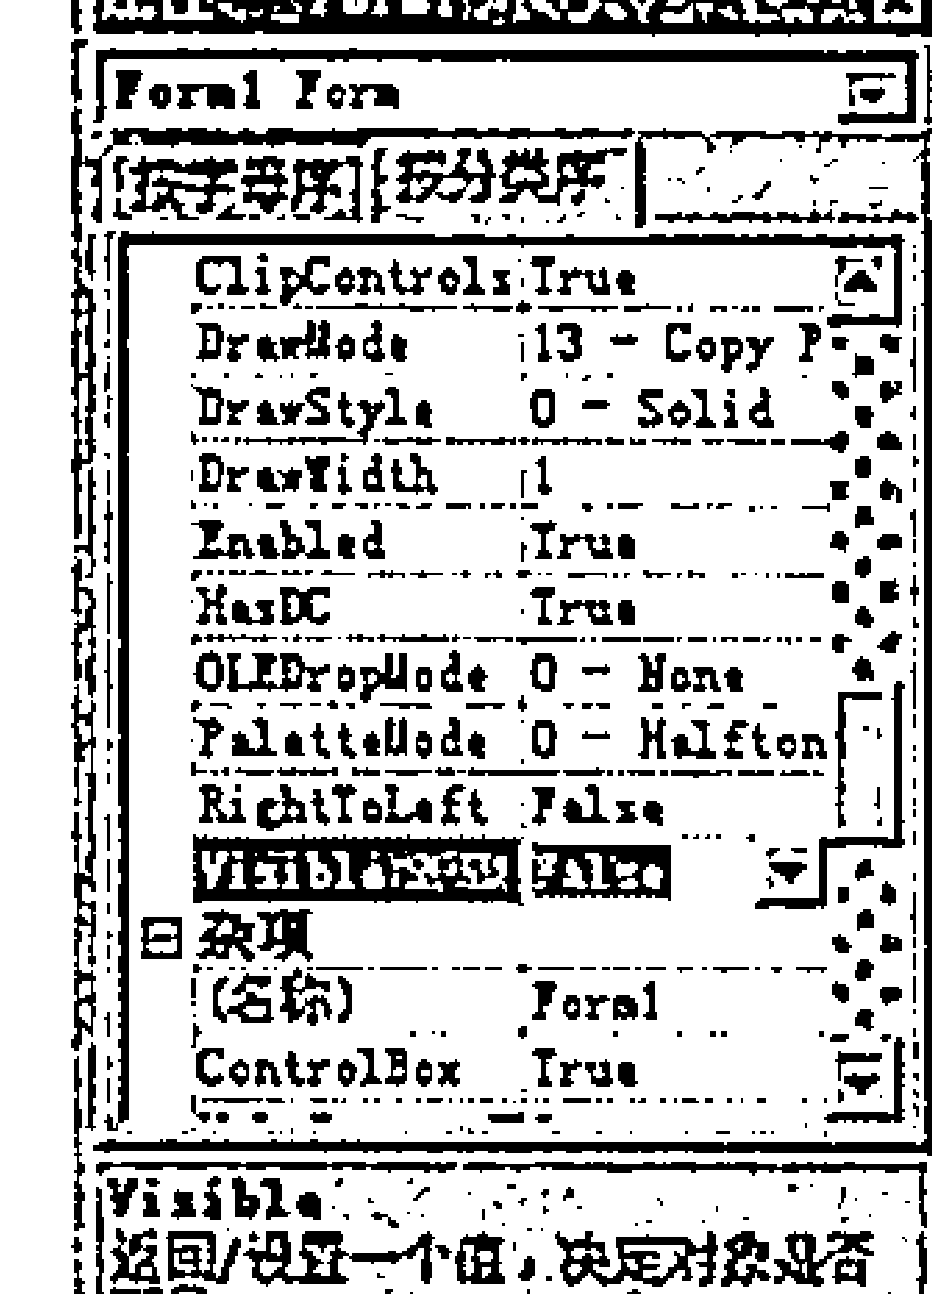 Form1 Form
按字母序 按分类序
ClipControls True
DrawMode 13 - Copy P
DrawStyle 0 - Solid
DrawWidth 1
Enabled True
HasDC True
OLEDropMode 0 - None
PaletteMode 0 - Halfton
RightToLeft False
Visible False
杂项
(名称) Form1
ControlBox True
Visible
返回/设置一个值，决定对象是否